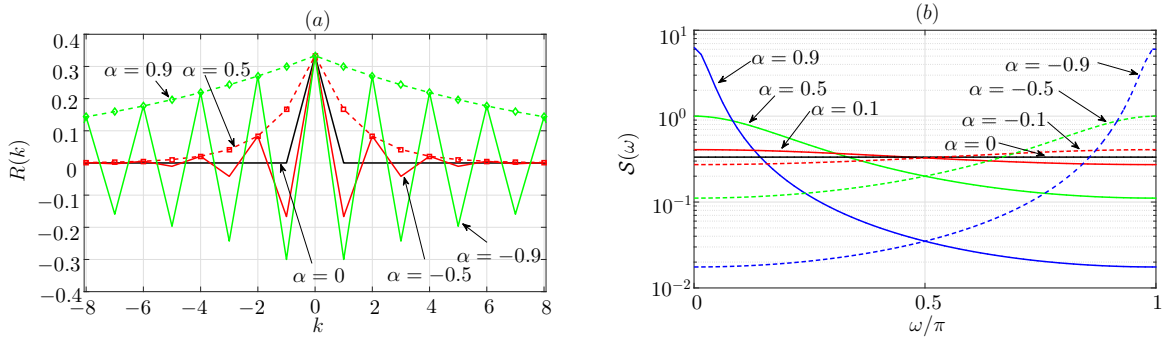 (a)
0.4
0.3
0.2
0.1
0
−0.1
−0.2
−0.3
−0.4
R(k)
α = 0.9
α = 0.5
α = 0
α = −0.5
α = −0.9
−8 −6 −4 −2 0 2 4 6 8
k
(b)
10^1
10^0
10^{-1}
10^{-2}
S(ω)
α = 0.9
α = 0.5
α = 0.1
α = −0.9
α = −0.5
α = −0.1
α = 0
0 0.5 1
ω/π